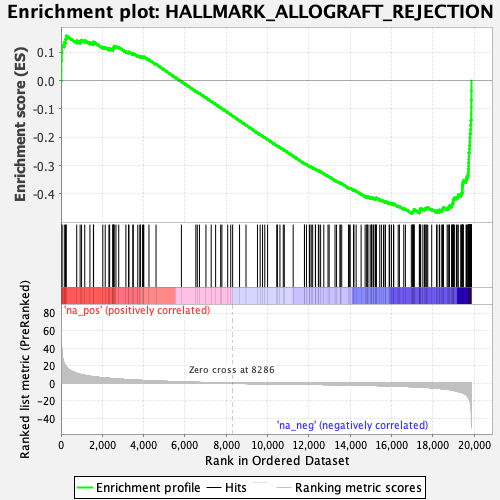 Enrichment plot: HALLMARK_ALLOGRAFT_REJECTION
Enrichment score (ES)
0.1
0.0
-0.1
-0.2
-0.3
-0.4
'na_pos' (positively correlated)
Ranked list metric (PreRanked)
80
60
40
20
0
-20
-40
Zero cross at 8286
'na_neg' (negatively correlated)
0 2,000 4,000 6,000 8,000 10,000 12,000 14,000 16,000 18,000 20,000
Rank in Ordered Dataset
Enrichment profile Hits Ranking metric scores